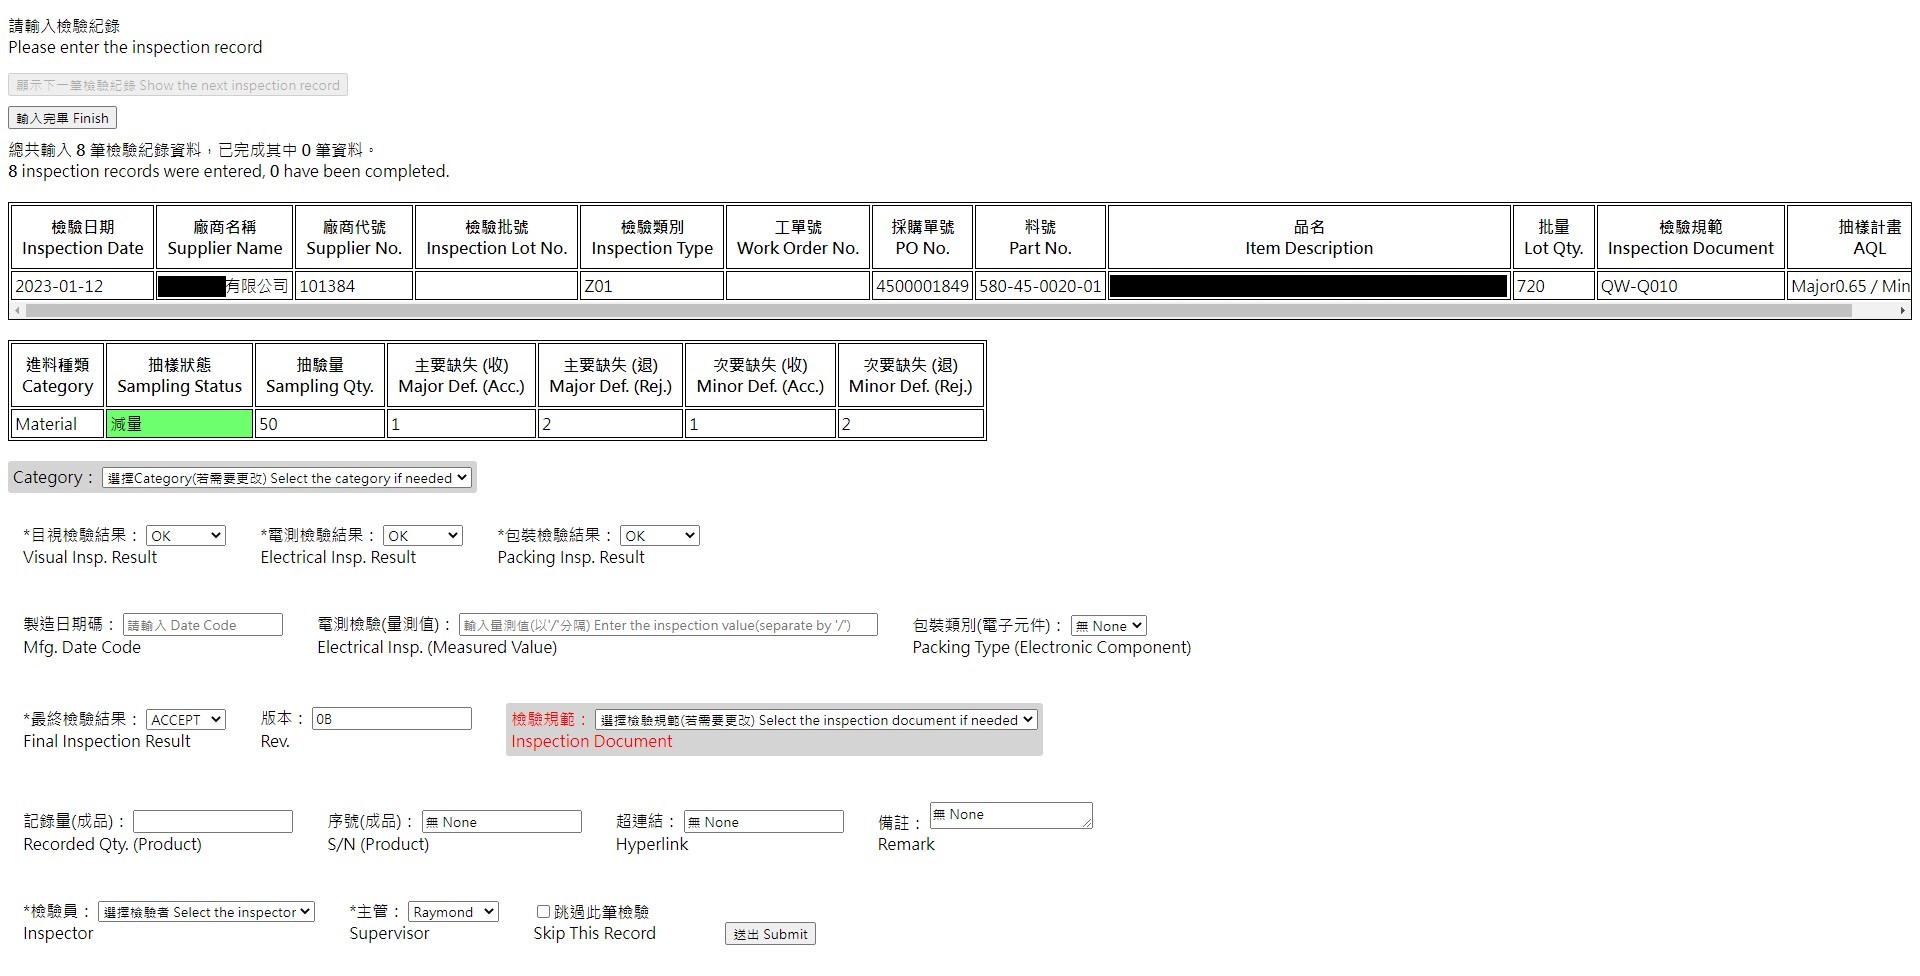 請輸入檢驗紀錄
Please enter the inspection record
顯示下一筆檢驗紀錄 Show the next inspection record
輸入完畢 Finish
總共輸入 8 筆檢驗紀錄資料，已完成其中 0 筆資料。
8 inspection records were entered, 0 have been completed.
檢驗日期 廠商名稱 廠商代號 檢驗批號 檢驗類別 工單號 採購單號 料號 品名 批量 檢驗規範 抽樣計畫
Inspection Date Supplier Name Supplier No. Inspection Lot No. Inspection Type Work Order No. PO No. Part No. Item Description Lot Qty. Inspection Document AQL
2023-01-12 有限公司 101384 Z01 4500001849 580-45-0020-01 720 QW-Q010 Major0.65 / Min
進料種類 抽樣狀態 抽驗量 主要缺失 (收) 主要缺失 (退) 次要缺失 (收) 次要缺失 (退)
Category Sampling Status Sampling Qty. Major Def. (Acc.) Major Def. (Rej.) Minor Def. (Acc.) Minor Def. (Rej.)
Material 減量 50 1 2 1 2
Category： 選擇Category(若需要更改) Select the category if needed
*目視檢驗結果： OK *電測檢驗結果： OK *包裝檢驗結果： OK
Visual Insp. Result Electrical Insp. Result Packing Insp. Result
製造日期碼： 請輸入 Date Code 電測檢驗(量測值)： 輸入量測值(以'/'分隔) Enter the inspection value(separate by '/') 包裝類別(電子元件)： 無 None
Mfg. Date Code Electrical Insp. (Measured Value) Packing Type (Electronic Component)
*最終檢驗結果： ACCEPT 版本： 0B 檢驗規範： 選擇檢驗規範(若需要更改) Select the inspection document if needed
Final Inspection Result Rev. Inspection Document
記錄量(成品)： 序號(成品)： 無 None 超連結： 無 None 備註： 無 None
Recorded Qty. (Product) S/N (Product) Hyperlink Remark
*檢驗員： 選擇檢驗者 Select the inspector *主管： Raymond 跳過此筆檢驗
Inspector Supervisor Skip This Record 送出 Submit